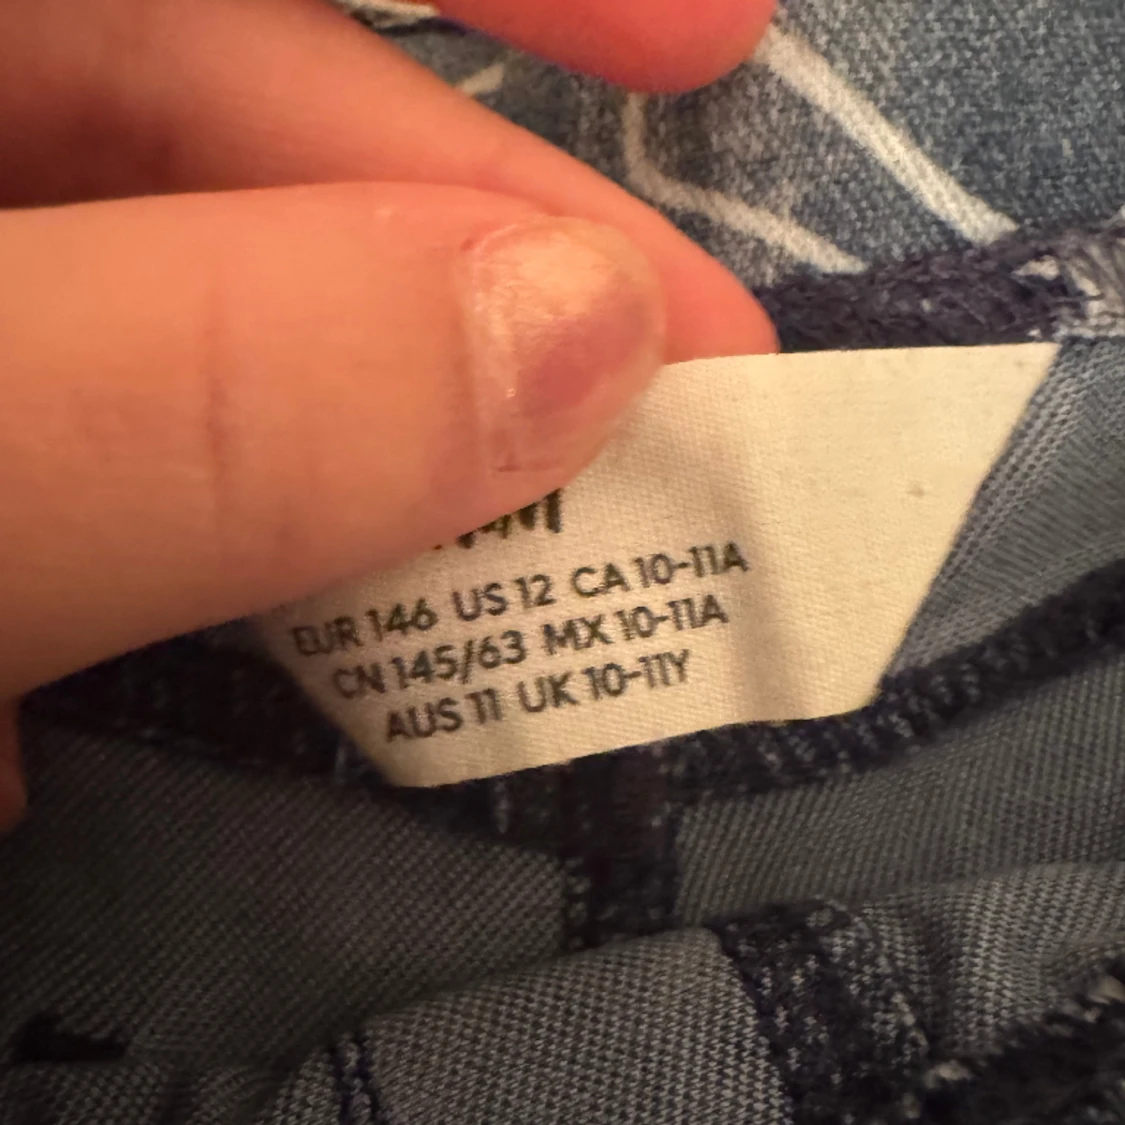 EUR 146 US 12 CA 10-11A
CN 145/63 MX 10-11A
AUS 11 UK 10-11Y